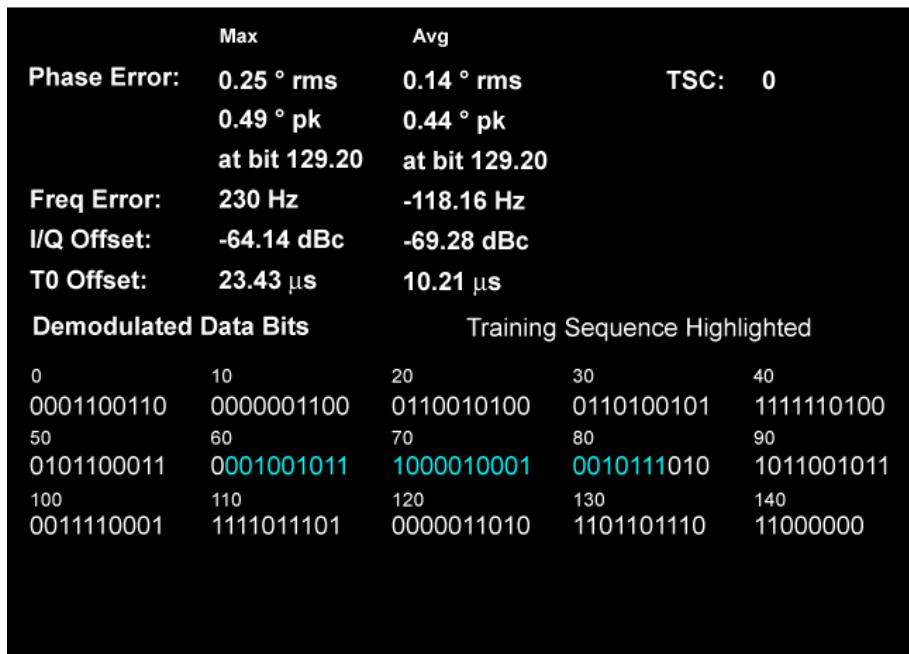 Max Avg
Phase Error: 0.25 ° rms 0.14 ° rms TSC: 0
0.49 ° pk 0.44 ° pk
at bit 129.20 at bit 129.20
Freq Error: 230 Hz -118.16 Hz
I/Q Offset: -64.14 dBc -69.28 dBc
T0 Offset: 23.43 μs 10.21 μs
Demodulated Data Bits Training Sequence Highlighted
0 10 20 30 40
0001100110 0000001100 0110010100 0110100101 1111110100
50 60 70 80 90
0101100011 0001001011 1000010001 0010111010 1011001011
100 110 120 130 140
0011110001 1111011101 0000011010 1101101110 11000000